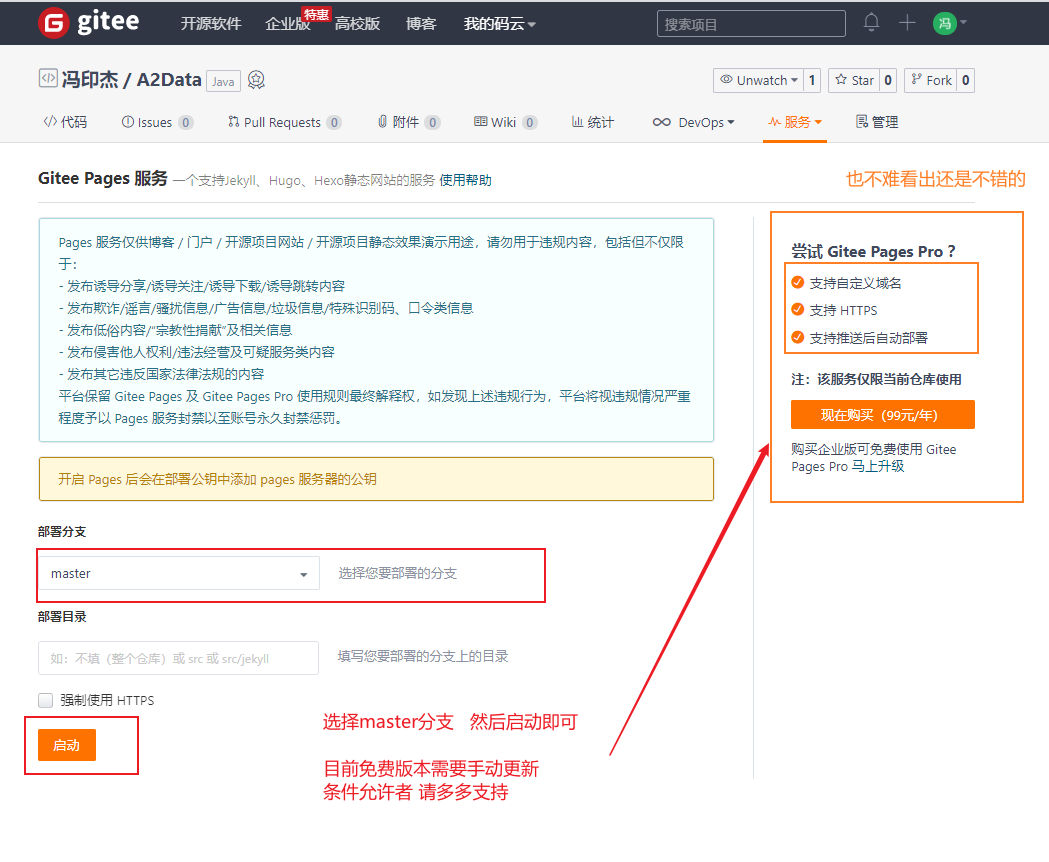 gitee 开源软件 企业版 特惠 高校版 博客 我的码云 搜索项目 冯
冯印杰 / A2Data Java Unwatch 1 Star 0 Fork 0
代码 Issues 0 Pull Requests 0 附件 0 Wiki 0 统计 DevOps 服务 管理
Gitee Pages 服务 一个支持Jekyll、Hugo、Hexo静态网站的服务 使用帮助
也不难看出还是不错的
Pages 服务仅供博客 / 门户 / 开源项目网站 / 开源项目静态效果演示用途，请勿用于违规内容，包括但不仅限
于：
- 发布诱导分享/诱导关注/诱导下载/诱导跳转内容
- 发布欺诈/谣言/骚扰信息/广告信息/垃圾信息/特殊识别码、口令类信息
- 发布低俗内容/“宗教性捐献”及相关信息
- 发布侵害他人权利/违法经营及可疑服务类内容
- 发布其它违反国家法律法规的内容
平台保留 Gitee Pages 及 Gitee Pages Pro 使用规则最终解释权，如发现上述违规行为，平台将视违规情况严重
程度予以 Pages 服务封禁以至账号永久封禁惩罚。
开启 Pages 后会在部署公钥中添加 pages 服务器的公钥
部署分支
master 选择您要部署的分支
部署目录
如：不填（整个仓库）或 src 或 src/jekyll 填写您要部署的分支上的目录
强制使用 HTTPS
启动
选择master分支 然后启动即可
目前免费版本需要手动更新
条件允许者 请多多支持
尝试 Gitee Pages Pro ?
支持自定义域名
支持 HTTPS
支持推送后自动部署
注：该服务仅限当前仓库使用
现在购买（99元/年）
购买企业版可免费使用 Gitee
Pages Pro 马上升级